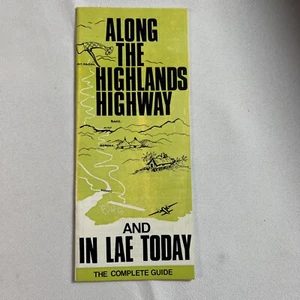 ALONG
THE
HIGHLANDS
HIGHWAY
AND
IN LAE TODAY
THE COMPLETE GUIDE